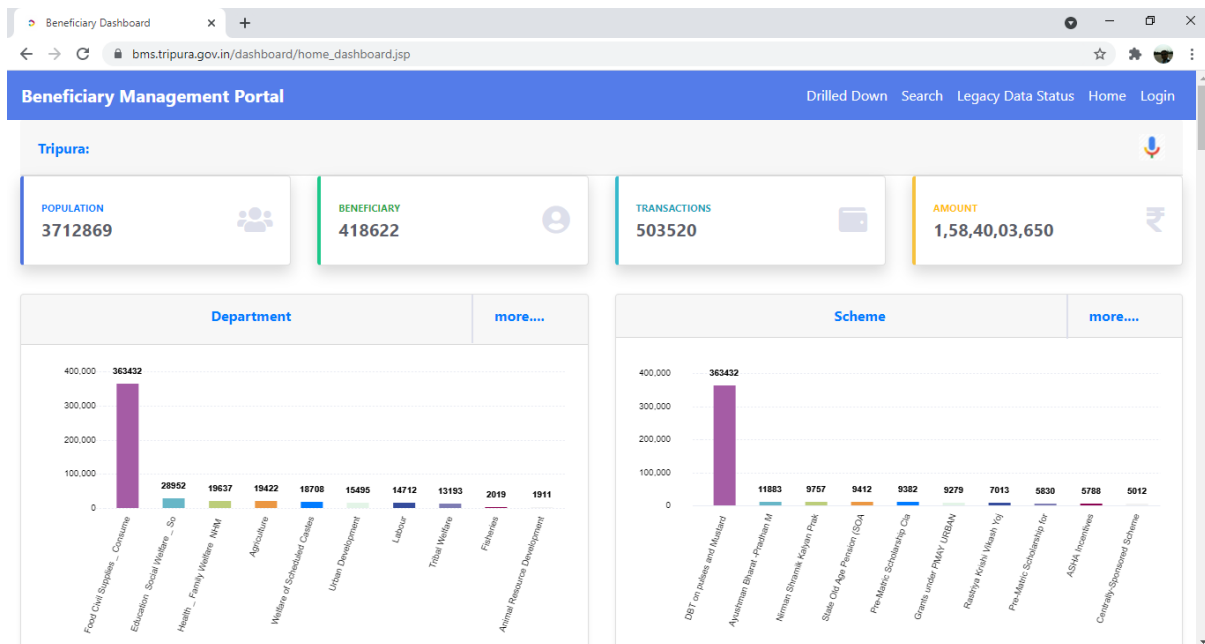 Beneficiary Dashboard
bms.tripura.gov.in/dashboard/home_dashboard.jsp
Beneficiary Management Portal
Drilled Down Search Legacy Data Status Home Login
Tripura:
POPULATION
3712869
BENEFICIARY
418622
TRANSACTIONS
503520
AMOUNT
1,58,40,03,650
₹
Department
more....
400,000
300,000
200,000
100,000
0
363432
28952
19637
19422
18708
15495
14712
13193
2019
1911
Food Civil Supplies _ Consume
Education Social Welfare _ So
Health _ Family Welfare NHM
Agriculture
Welfare of Scheduled Castes
Urban Development
Labour
Tribal Welfare
Fisheries
Animal Resource Development
Scheme
more....
400,000
300,000
200,000
100,000
0
363432
11883
9757
9412
9382
9279
7013
5830
5788
5012
DBT on pulses and Mustard
Ayushman Bharat -Pradhan M
Nirman Shramik Kalyan Prak
State Old Age Pension (SOA
Pre-Matric Scholarship Cla
Grants under PMAY URBAN
Rastriya Krishi Vikash Yoj
Pre-Matric Scholarship for
ASHA Incentives
Centrally-Sponsored Scheme